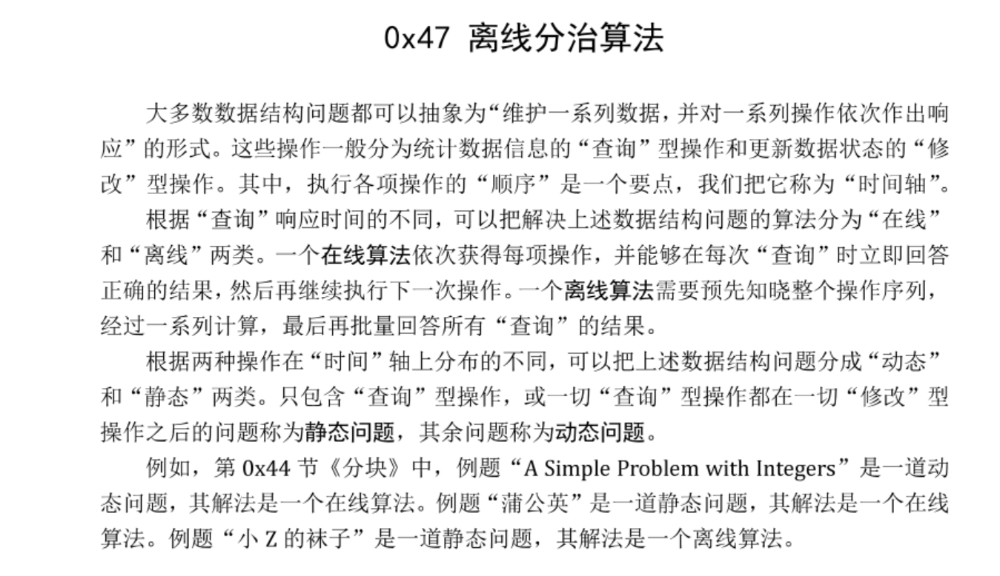 0x47 离线分治算法
大多数数据结构问题都可以抽象为“维护一系列数据，并对一系列操作依次作出响
应”的形式。这些操作一般分为统计数据信息的“查询”型操作和更新数据状态的“修
改”型操作。其中，执行各项操作的“顺序”是一个要点，我们把它称为“时间轴”。
根据“查询”响应时间的不同，可以把解决上述数据结构问题的算法分为“在线”
和“离线”两类。一个在线算法依次获得每项操作，并能够在每次“查询”时立即回答
正确的结果，然后再继续执行下一次操作。一个离线算法需要预先知晓整个操作序列，
经过一系列计算，最后再批量回答所有“查询”的结果。
根据两种操作在“时间”轴上分布的不同，可以把上述数据结构问题分成“动态”
和“静态”两类。只包含“查询”型操作，或一切“查询”型操作都在一切“修改”型
操作之后的问题称为静态问题，其余问题称为动态问题。
例如，第 0x44 节《分块》中，例题“A Simple Problem with Integers”是一道动
态问题，其解法是一个在线算法。例题“蒲公英”是一道静态问题，其解法是一个在线
算法。例题“小 Z 的袜子”是一道静态问题，其解法是一个离线算法。